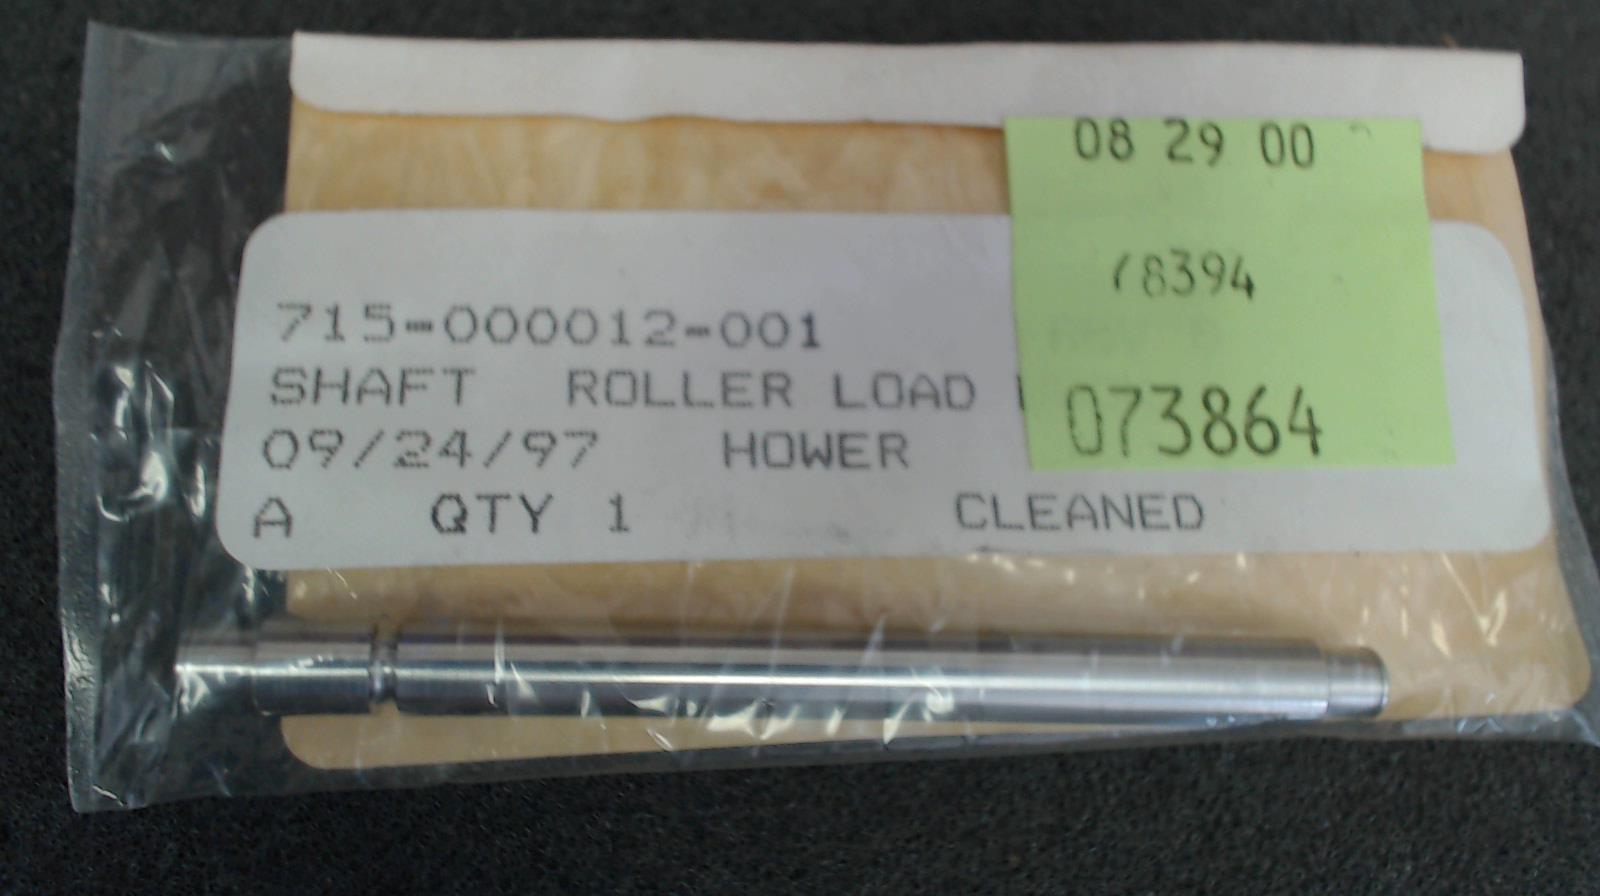 08 29 00
78394
715-000012-001
SHAFT ROLLER LOAD
073864
09/24/97 HOWER
A QTY 1 CLEANED